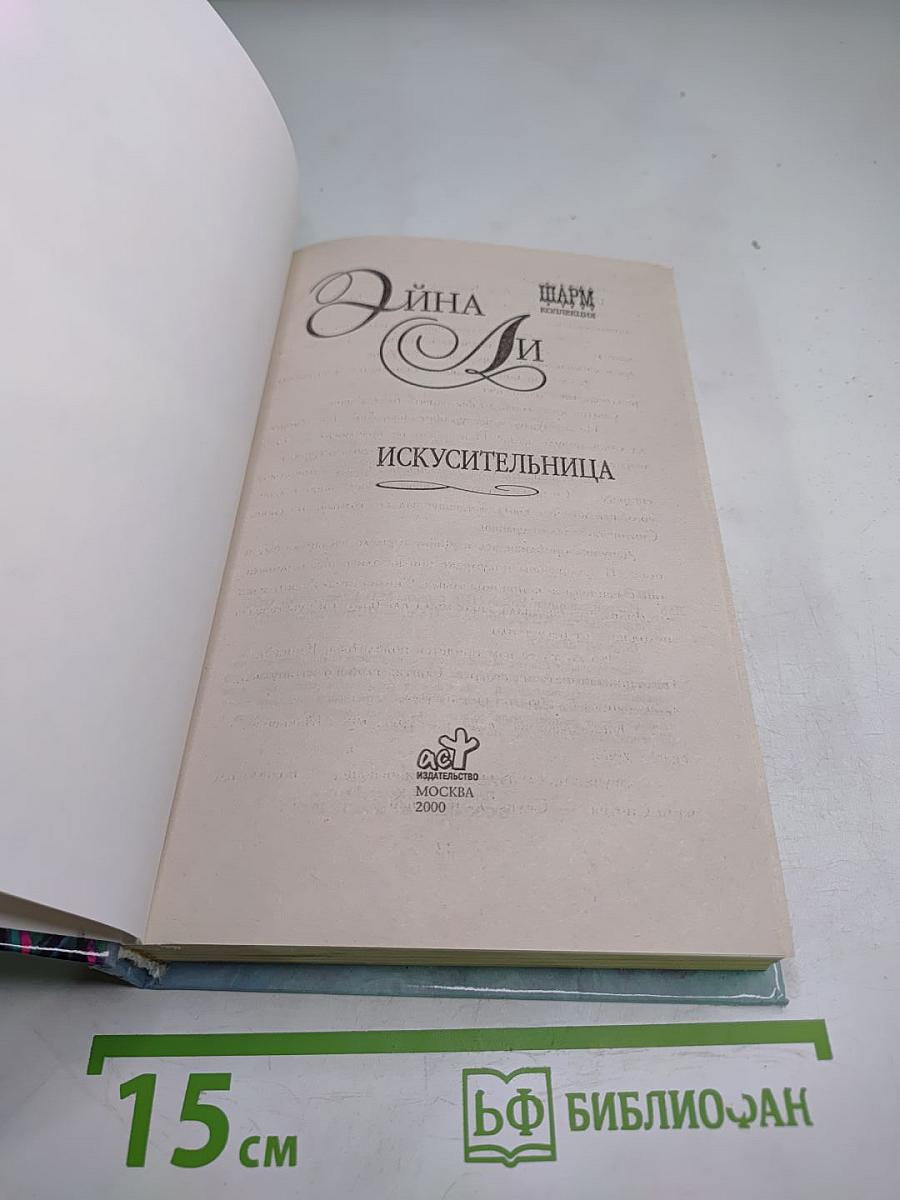 ЭЙНА
ЛИ
ШАРМ
КОЛЛЕКЦИЯ
ИСКУСИТЕЛЬНИЦА
аст
ИЗДАТЕЛЬСТВО
МОСКВА
2000
15 см
БФ
БИБЛИОФАН